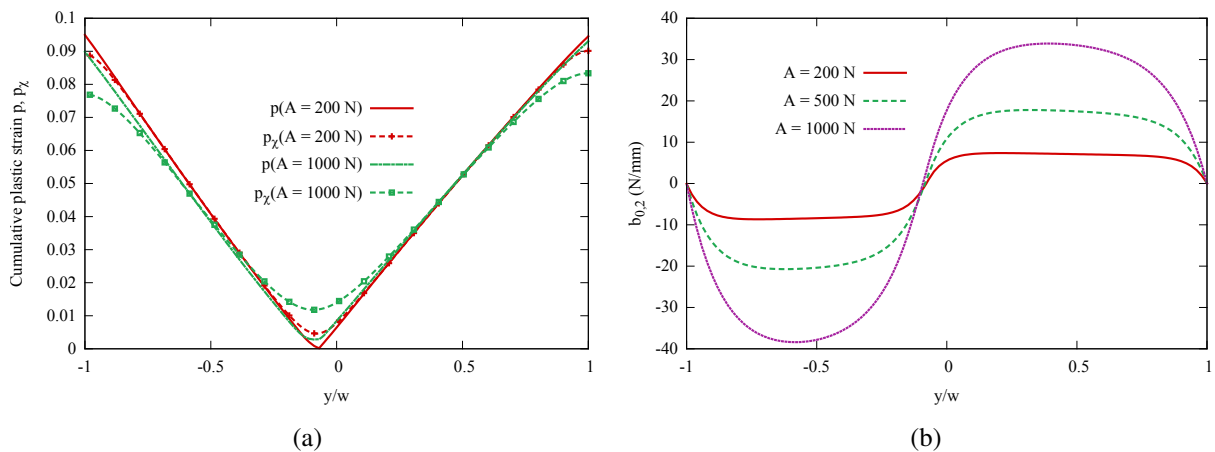 0.1
0.09
0.08
0.07
0.06
0.05
0.04
0.03
0.02
0.01
0
-1
-0.5
0
0.5
1
Cumulative plastic strain p, pχ
y/w
p(A = 200 N)
pχ(A = 200 N)
p(A = 1000 N)
pχ(A = 1000 N)
(a)
40
30
20
10
0
-10
-20
-30
-40
-1
-0.5
0
0.5
1
b0,2 (N/mm)
y/w
A = 200 N
A = 500 N
A = 1000 N
(b)